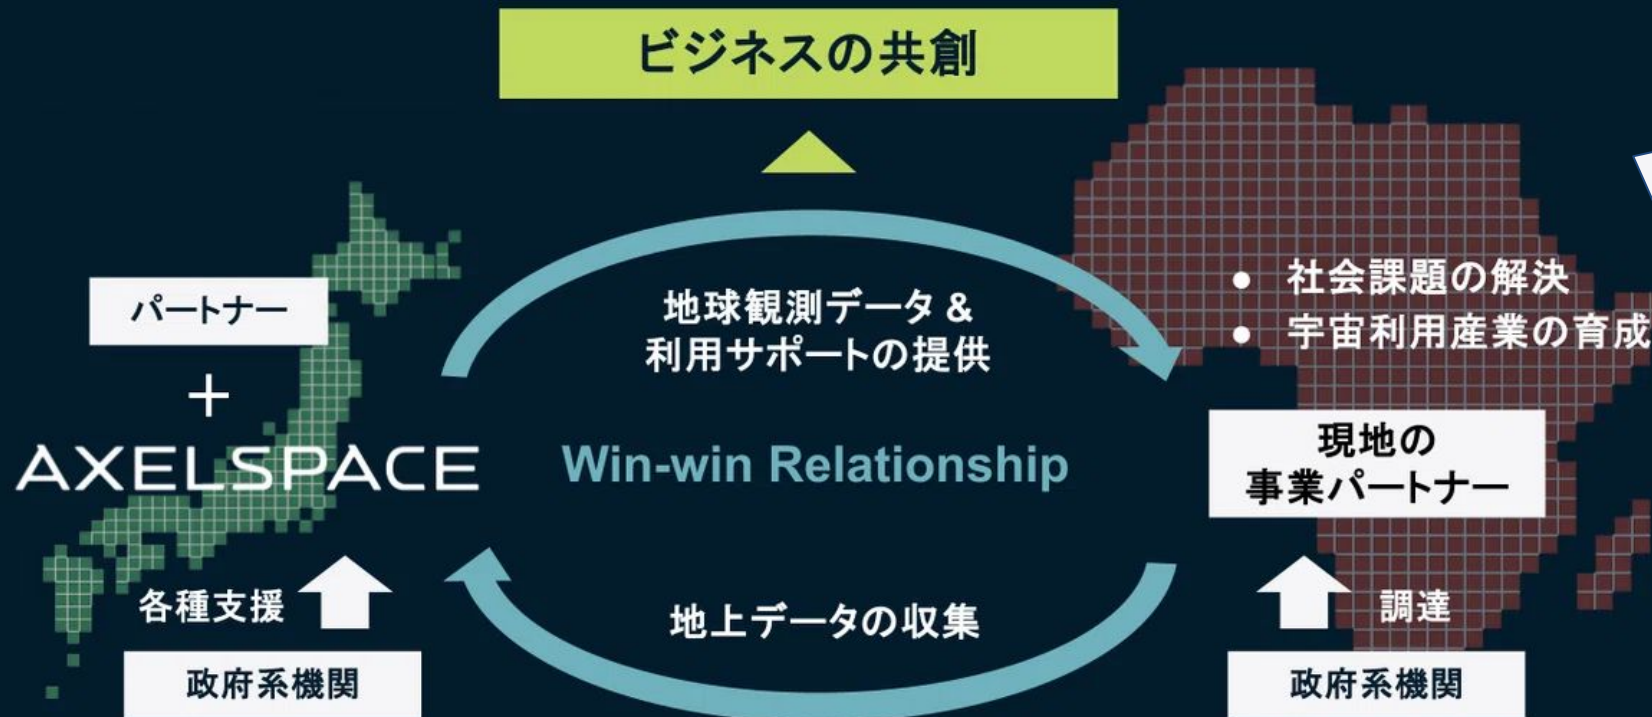 ビジネスの共創
パートナー
+
AXELSPACE
各種支援
政府系機関
地球観測データ &
利用サポートの提供
Win-win Relationship
地上データの収集
● 社会課題の解決
● 宇宙利用産業の育成
現地の
事業パートナー
調達
政府系機関